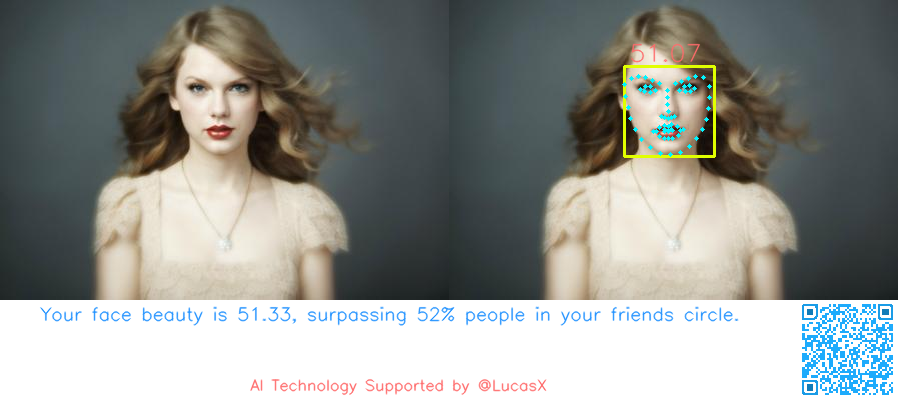 51.07
Your face beauty is 51.33, surpassing 52% people in your friends circle.
AI Technology Supported by @LucasX